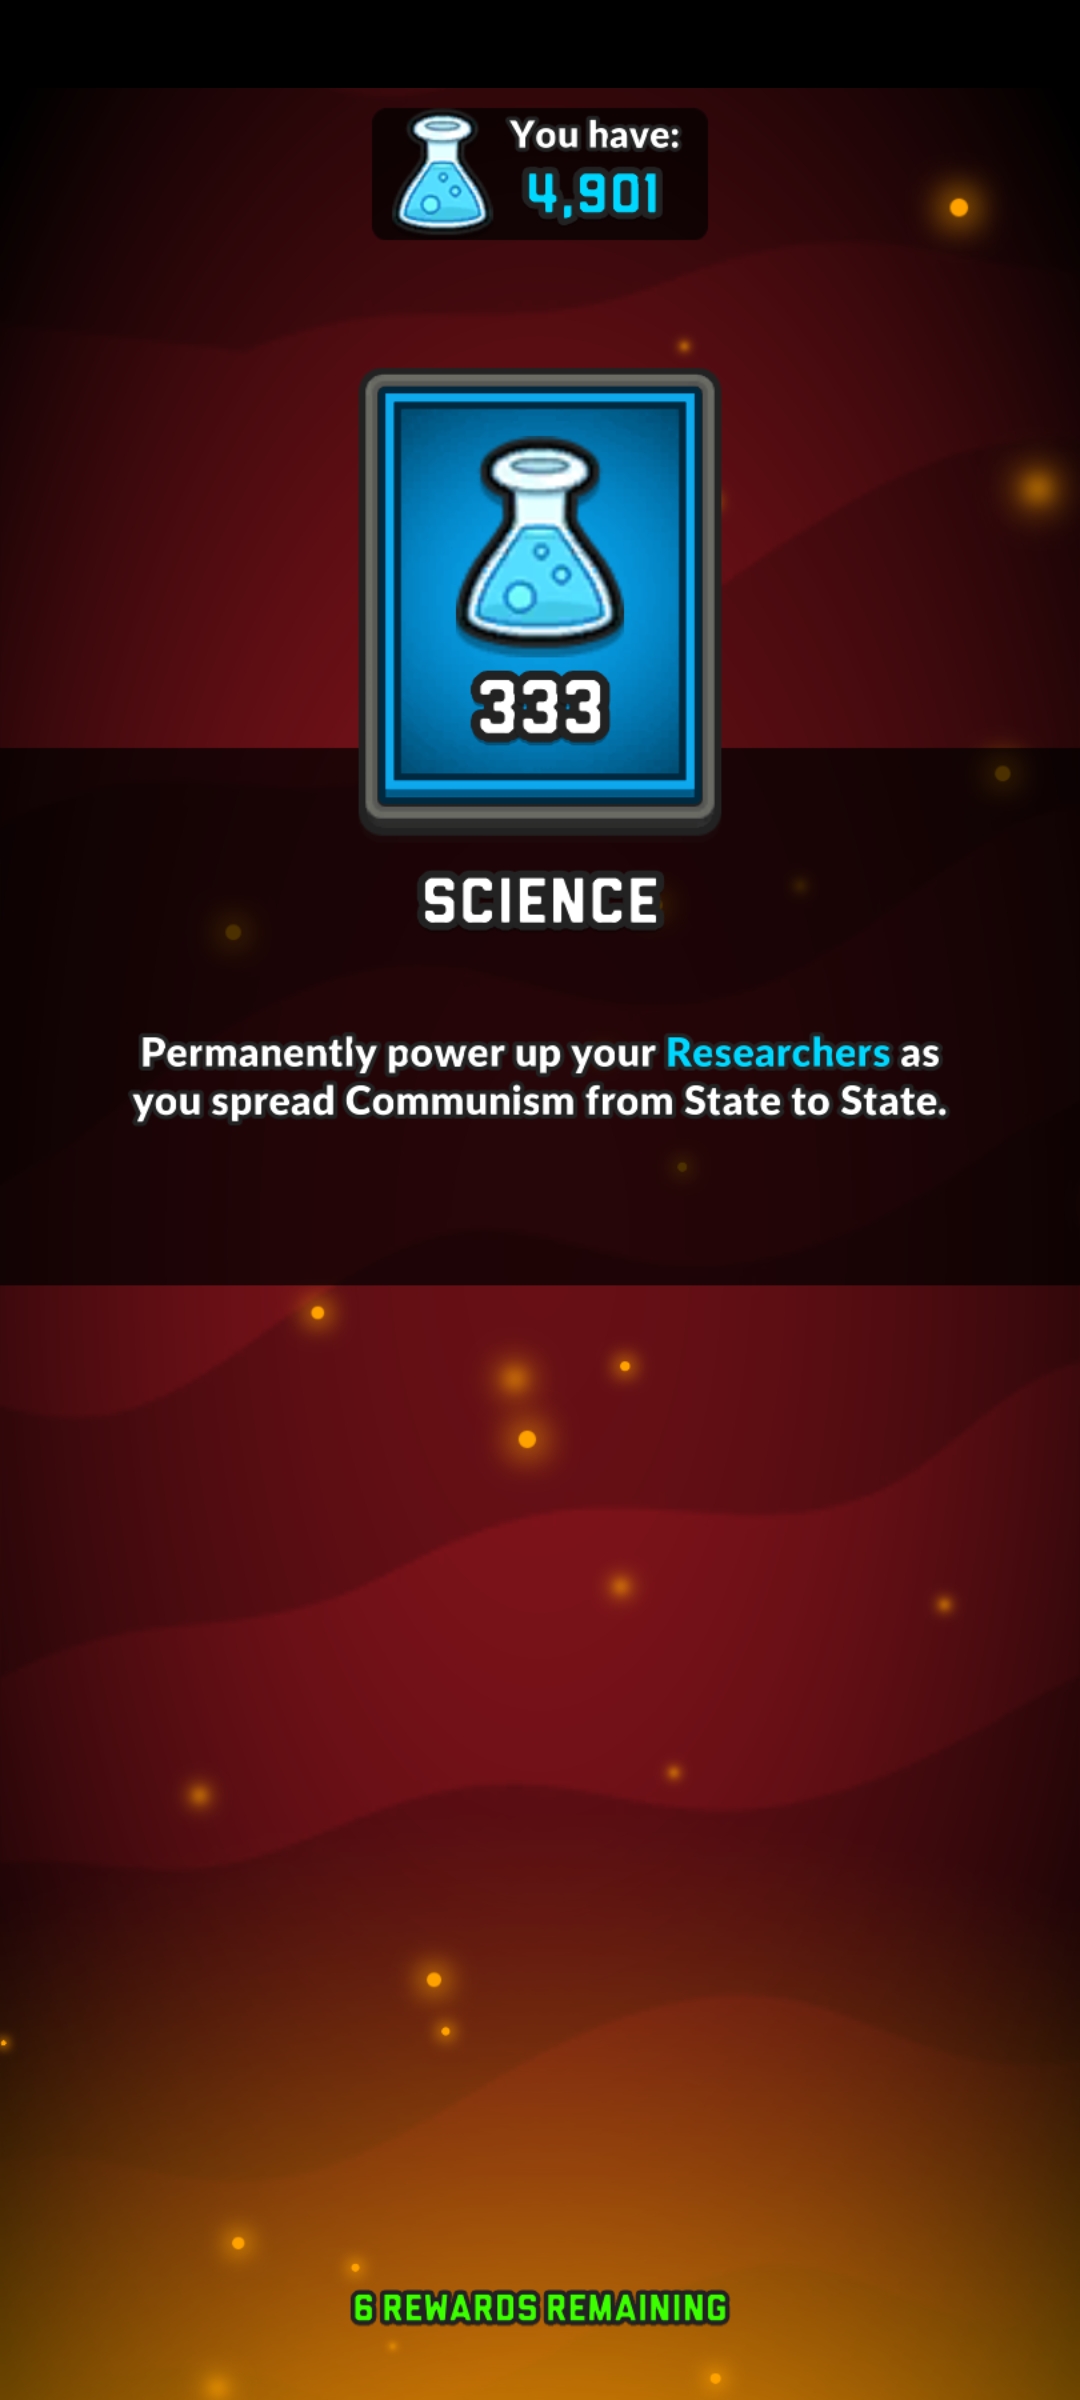 You have:
4,901
333
SCIENCE
Permanently power up your Researchers as
you spread Communism from State to State.
6 REWARDS REMAINING